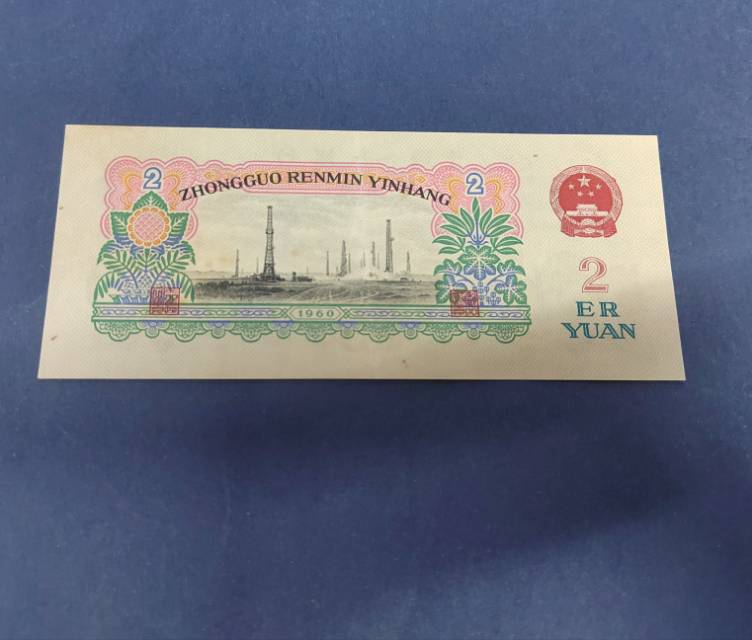 2 ZHONGGUO RENMIN YINHANG 2
1960
2
ER
YUAN